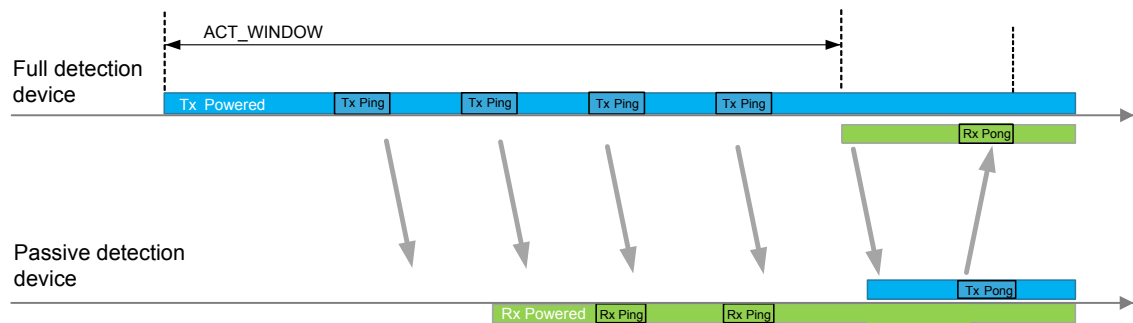 ACT_WINDOW
Full detection
device
Tx Powered Tx Ping Tx Ping Tx Ping Tx Ping
Rx Pong
Passive detection
device
Tx Pong
Rx Powered Rx Ping Rx Ping